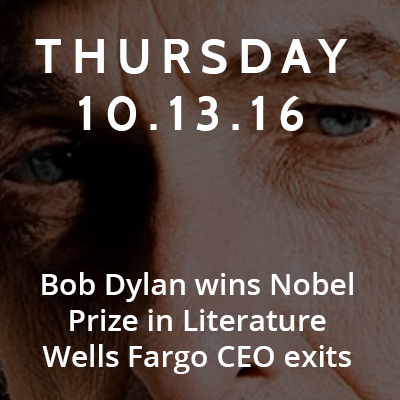 THURSDAY
10.13.16
Bob Dylan wins Nobel
Prize in Literature
Wells Fargo CEO exits